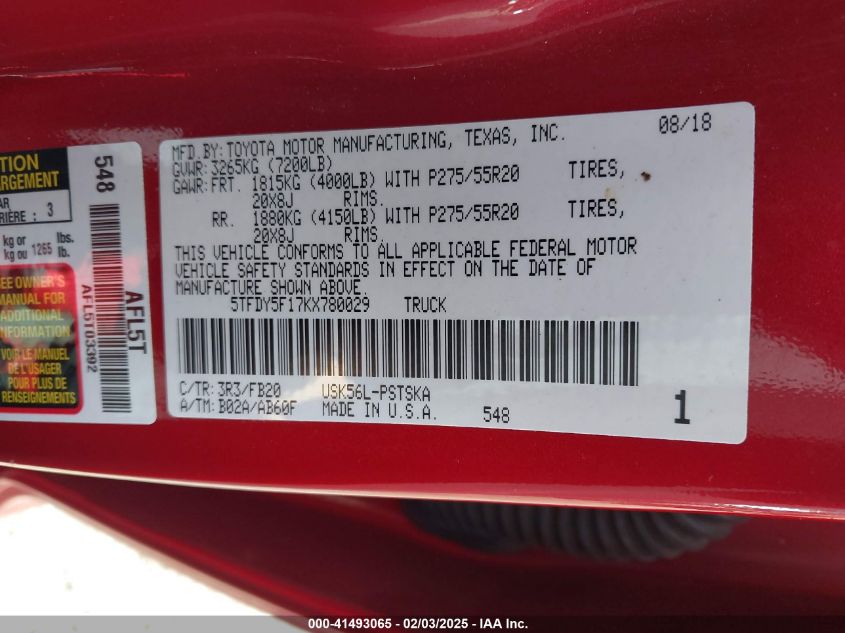 MFD.BY: TOYOTA MOTOR MANUFACTURING, TEXAS, INC. 08/18
GVWR: 3265KG (7200LB)
GAWR: FRT. 1815KG (4000LB) WITH P275/55R20 TIRES,
20X8J RIMS.
RR. 1880KG (4150LB) WITH P275/55R20 TIRES,
20X8J RIMS.
THIS VEHICLE CONFORMS TO ALL APPLICABLE FEDERAL MOTOR
VEHICLE SAFETY STANDARDS IN EFFECT ON THE DATE OF
MANUFACTURE SHOWN ABOVE.
5TFDY5F17KX780029 TRUCK
C/TR: 3R3/FB20 USK56L-PSTSKA
A/TM: B02A/AB60F MADE IN U.S.A. 548 1
548
AFL5T
AFL5T03392
3
kg or lbs.
kg ou 1265 lb.
SEE OWNER'S
MANUAL FOR
ADDITIONAL
INFORMATION
VOIR LE MANUEL
DE L'USAGER
POUR PLUS DE
RENSEIGNEMENTS
000-41493065 - 02/03/2025 - IAA Inc.